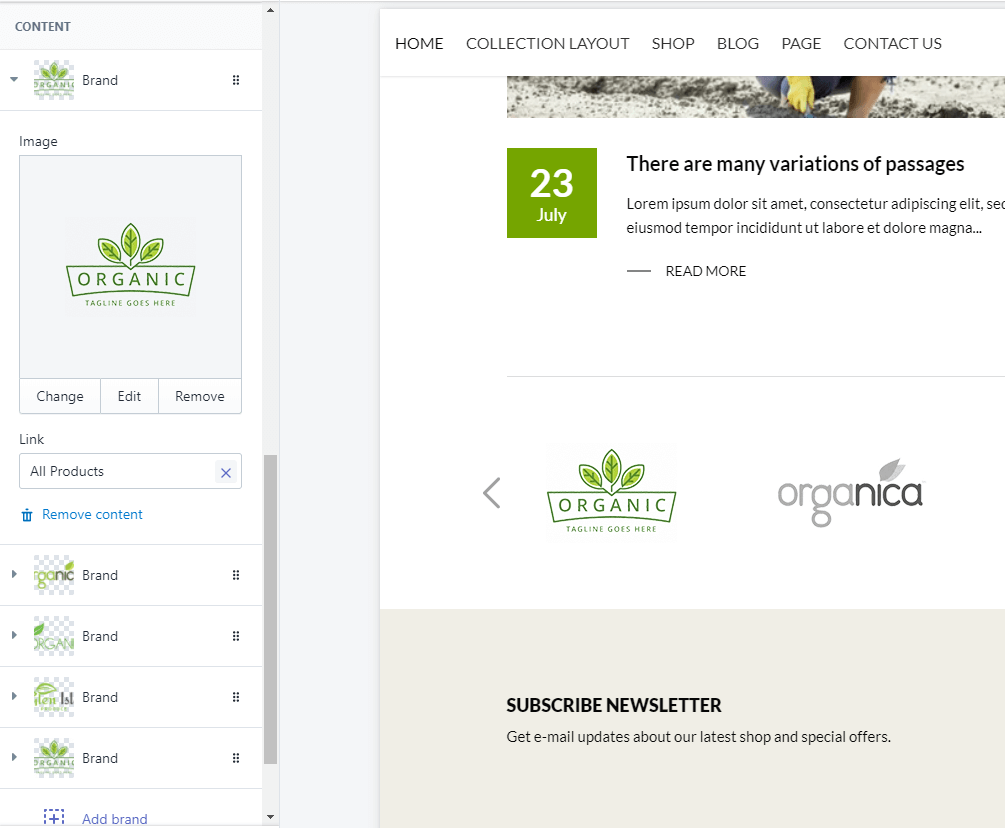 CONTENT
Brand
Image
ORGANIC
TAGLINE GOES HERE
Change Edit Remove
Link
All Products
Remove content
Brand
Brand
Brand
Brand
Add brand
HOME COLLECTION LAYOUT SHOP BLOG PAGE CONTACT US
23
July
There are many variations of passages
Lorem ipsum dolor sit amet, consectetur adipiscing elit, sed
eiusmod tempor incididunt ut labore et dolore magna...
READ MORE
ORGANIC
TAGLINE GOES HERE
organica
SUBSCRIBE NEWSLETTER
Get e-mail updates about our latest shop and special offers.